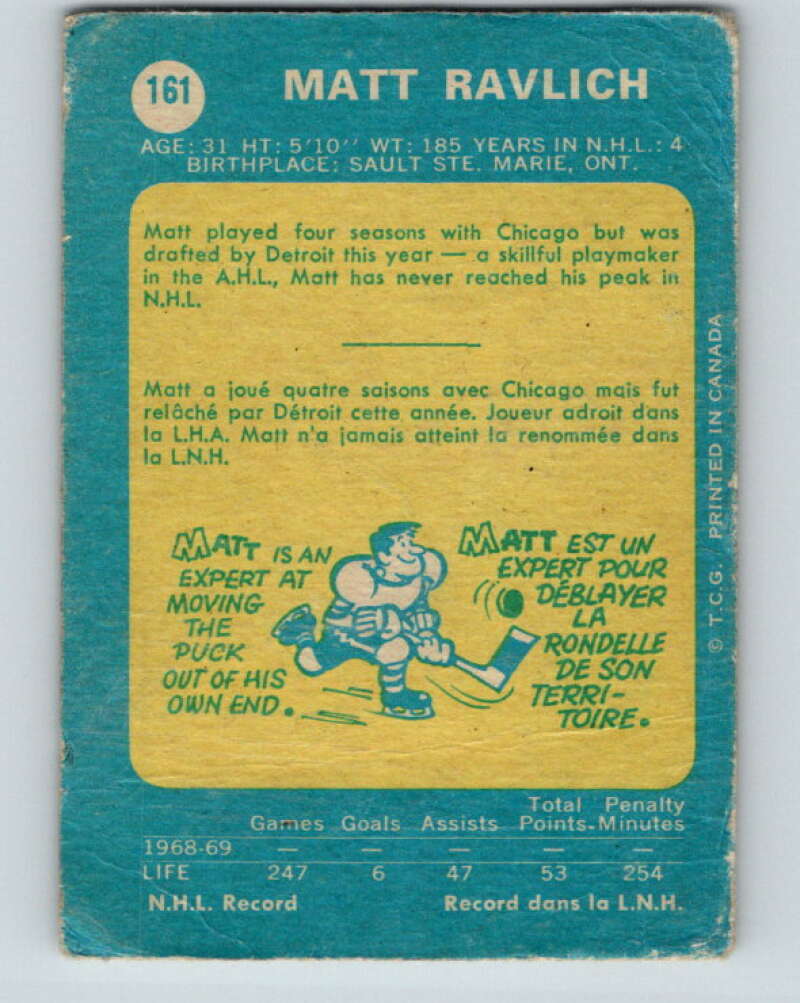 161 MATT RAVLICH
AGE: 31 HT: 5'10'' WT: 185 YEARS IN N.H.L.: 4
BIRTHPLACE: SAULT STE. MARIE, ONT.
Matt played four seasons with Chicago but was
drafted by Detroit this year — a skillful playmaker
in the A.H.L., Matt has never reached his peak in
N.H.L.
Matt a joué quatre saisons avec Chicago mais fut
relâché par Détroit cette année. Joueur adroit dans
la L.H.A. Matt n'a jamais atteint la renommée dans
la L.N.H.
MATT IS AN
EXPERT AT
MOVING
THE
PUCK
OUT OF HIS
OWN END.
MATT EST UN
EXPERT POUR
DÉBLAYER
LA
RONDELLE
DE SON
TERRI-
TOIRE.
© T.C.G. PRINTED IN CANADA
Total Penalty
Games Goals Assists Points-Minutes
1968-69 — — — — —
LIFE 247 6 47 53 254
N.H.L. Record Record dans la L.N.H.